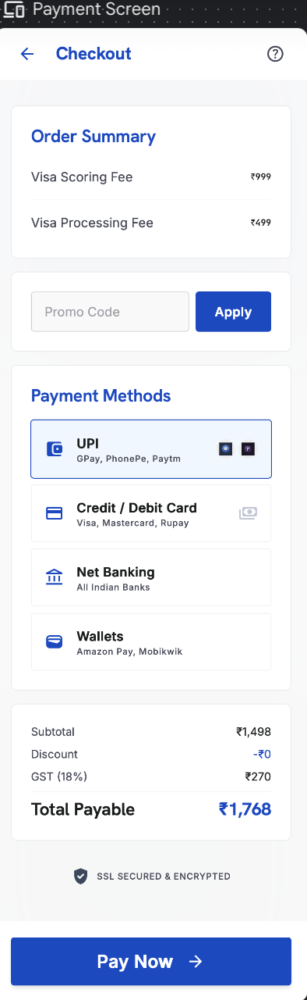 Payment Screen
Checkout
Order Summary
Visa Scoring Fee ₹999
Visa Processing Fee ₹499
Promo Code Apply
Payment Methods
UPI
GPay, PhonePe, Paytm
Credit / Debit Card
Visa, Mastercard, Rupay
Net Banking
All Indian Banks
Wallets
Amazon Pay, Mobikwik
Subtotal ₹1,498
Discount -₹0
GST (18%) ₹270
Total Payable ₹1,768
SSL SECURED & ENCRYPTED
Pay Now